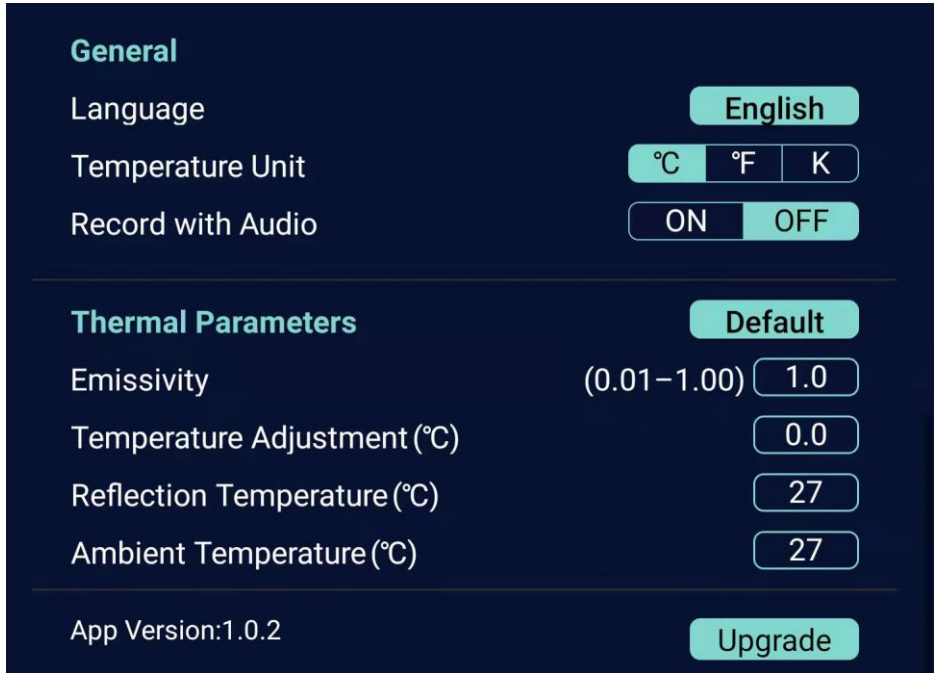 General
Language English
Temperature Unit ℃ ℉ K
Record with Audio ON OFF
Thermal Parameters Default
Emissivity (0.01–1.00) 1.0
Temperature Adjustment(℃) 0.0
Reflection Temperature(℃) 27
Ambient Temperature(℃) 27
App Version:1.0.2 Upgrade